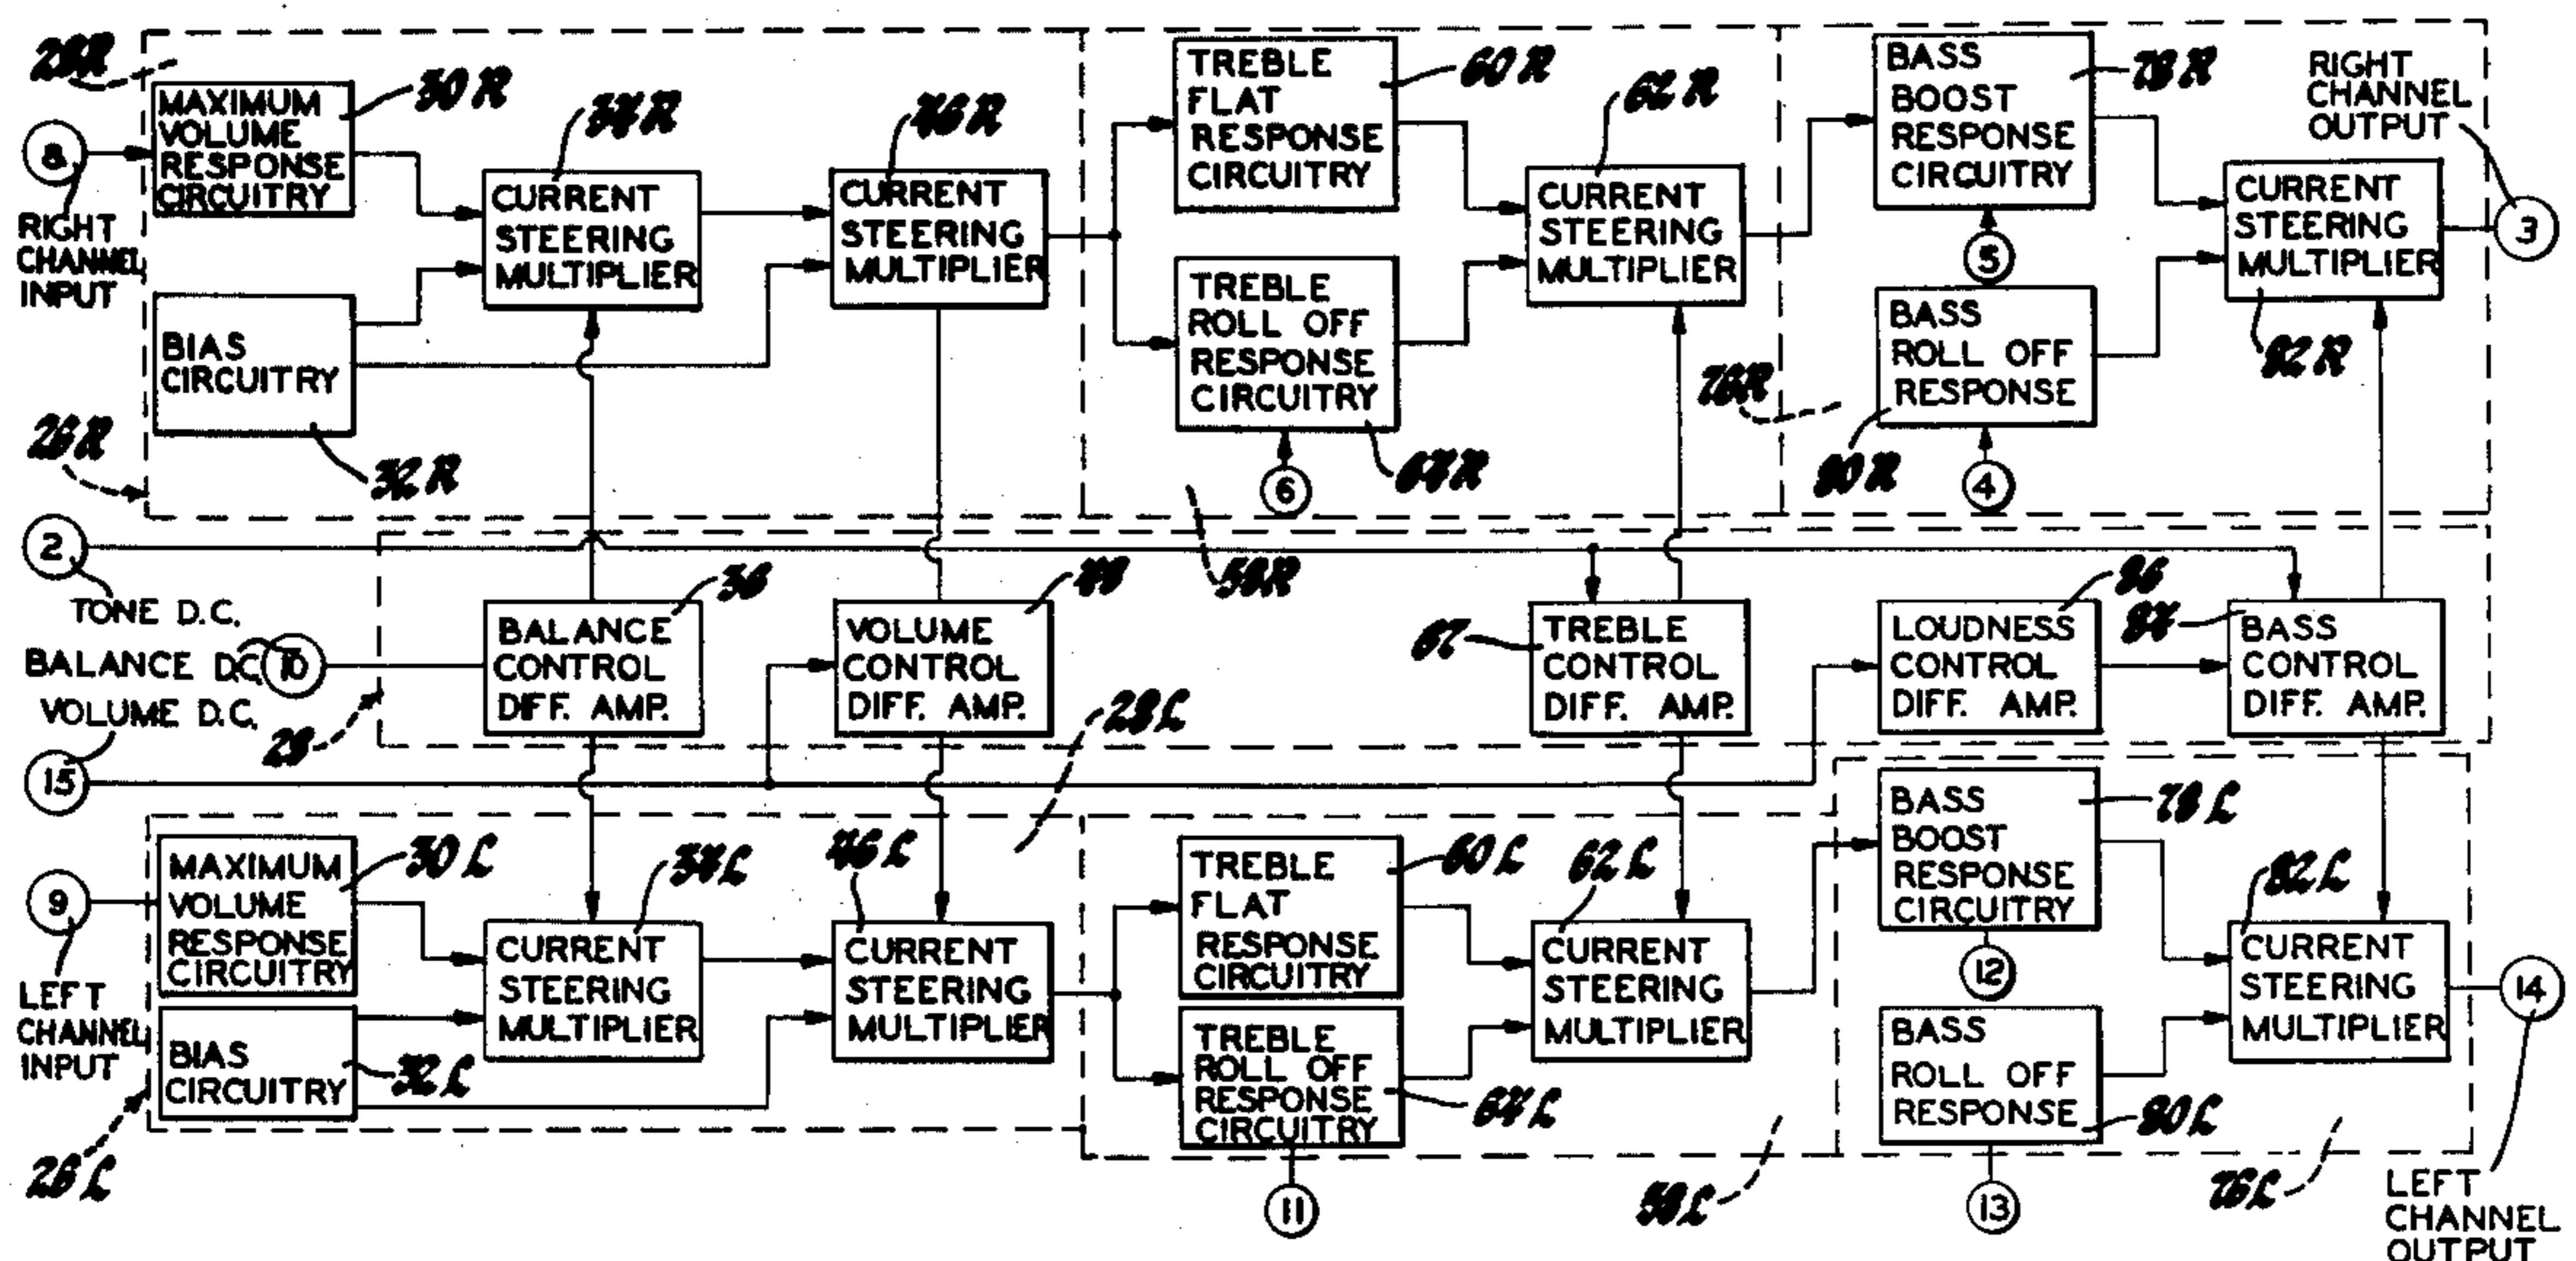 28R
MAXIMUM
VOLUME
RESPONSE
CIRCUITRY
30R
8
RIGHT
CHANNEL
INPUT
BIAS
CIRCUITRY
32R
26R
34R
CURRENT
STEERING
MULTIPLIER
46R
CURRENT
STEERING
MULTIPLIER
TREBLE
FLAT
RESPONSE
CIRCUITRY
60R
TREBLE
ROLL OFF
RESPONSE
CIRCUITRY
64R
6
58R
62R
CURRENT
STEERING
MULTIPLIER
76R
BASS
BOOST
RESPONSE
CIRCUITRY
78R
5
BASS
ROLL OFF
RESPONSE
80R
4
RIGHT
CHANNEL
OUTPUT
CURRENT
STEERING
MULTIPLIER
82R
3
2
TONE D.C.
BALANCE D.C.
10
VOLUME D.C.
15
28
BALANCE
CONTROL
DIFF. AMP.
36
VOLUME
CONTROL
DIFF. AMP.
48
28L
67
TREBLE
CONTROL
DIFF. AMP.
LOUDNESS
CONTROL
DIFF. AMP.
86
84
BASS
CONTROL
DIFF. AMP.
MAXIMUM
VOLUME
RESPONSE
CIRCUITRY
30L
9
LEFT
CHANNEL
INPUT
BIAS
CIRCUITRY
32L
26L
34L
CURRENT
STEERING
MULTIPLIER
46L
CURRENT
STEERING
MULTIPLIER
TREBLE
FLAT
RESPONSE
CIRCUITRY
60L
TREBLE
ROLL OFF
RESPONSE
CIRCUITRY
64L
11
62L
CURRENT
STEERING
MULTIPLIER
58L
BASS
BOOST
RESPONSE
CIRCUITRY
78L
12
BASS
ROLL OFF
RESPONSE
80L
13
82L
CURRENT
STEERING
MULTIPLIER
76L
14
LEFT
CHANNEL
OUTPUT